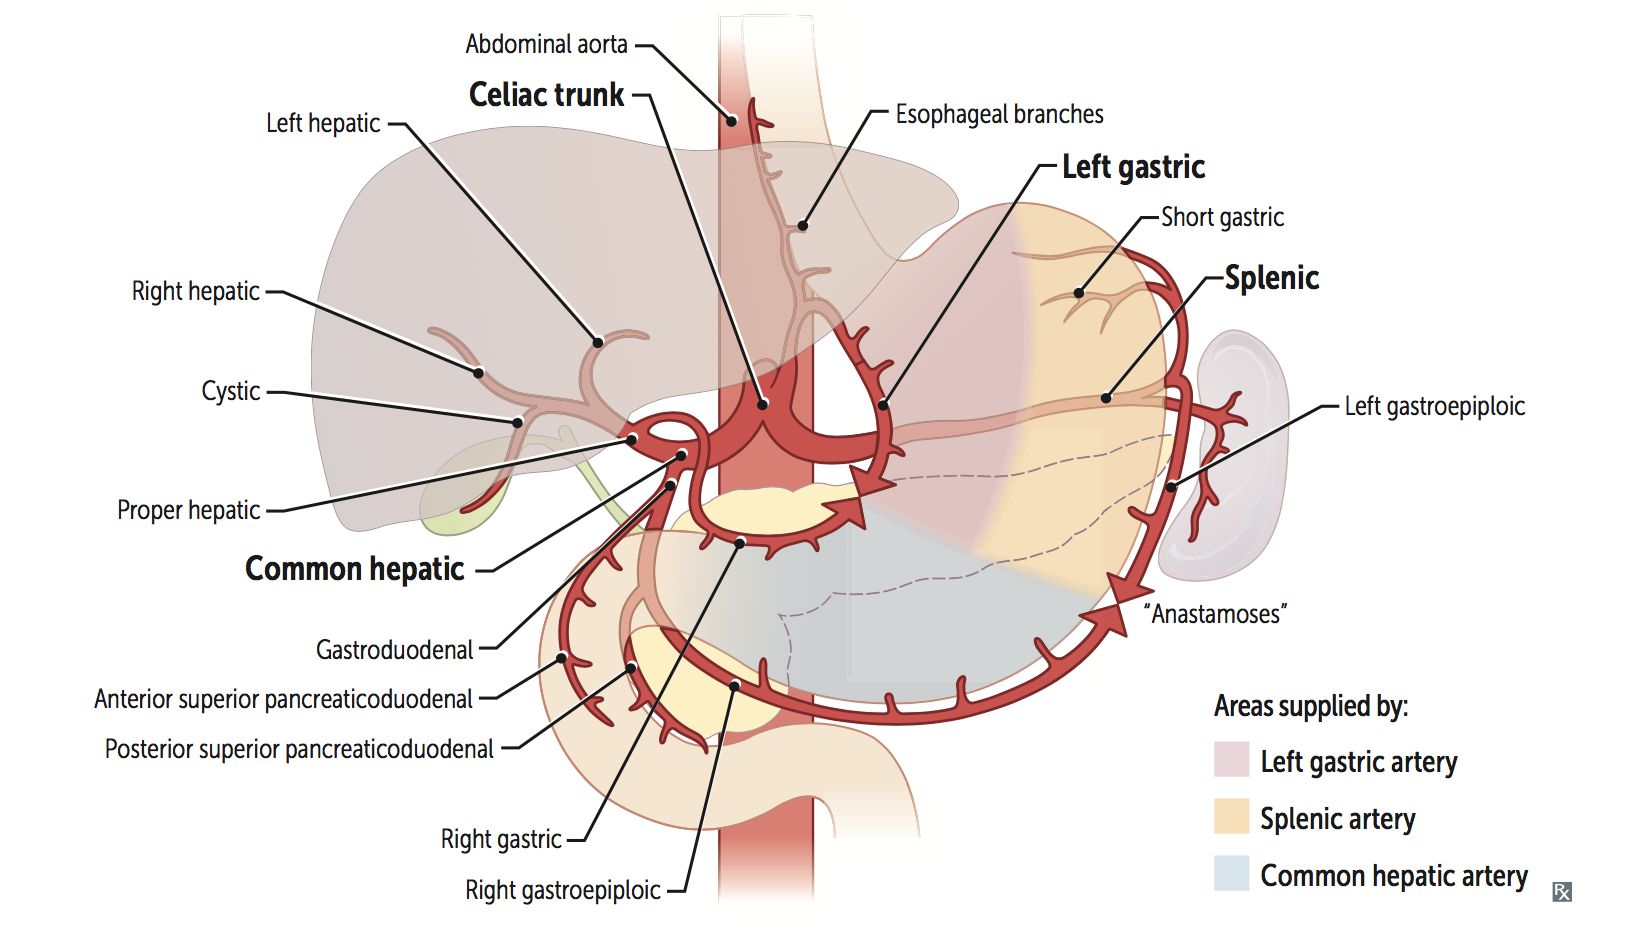 Abdominal aorta
Celiac trunk
Left hepatic
Esophageal branches
Left gastric
Short gastric
Splenic
Right hepatic
Cystic
Left gastroepiploic
Proper hepatic
Common hepatic
"Anastamoses"
Gastroduodenal
Anterior superior pancreaticoduodenal
Posterior superior pancreaticoduodenal
Right gastric
Right gastroepiploic
Areas supplied by:
Left gastric artery
Splenic artery
Common hepatic artery
Rx